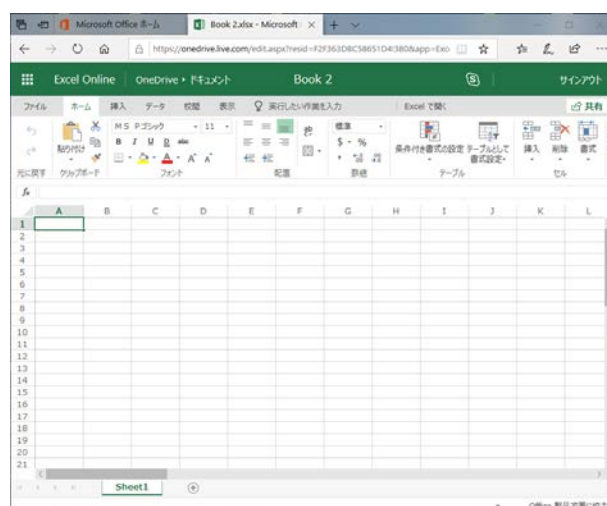 Microsoft Office ホーム
Book 2.xlsx - Microsoft
https://onedrive.live.com/edit.aspx?resid=F2F363DBC58651D4!380&app=Exc
Excel Online OneDrive ▸ ドキュメント Book 2 サインアウト
ファイル ホーム 挿入 データ 校閲 表示 実行したい作業を入力 Excel で開く 共有
MS Pゴシック 11 標準
B I U D abc $ - %
貼り付け A A A 条件付き書式の設定 テーブルとして書式設定 挿入 削除 書式
元に戻す クリップボード フォント 配置 数値 テーブル セル
fx
A B C D E F G H I J K L
1
2
3
4
5
6
7
8
9
10
11
12
13
14
15
16
17
18
19
20
21
Sheet1